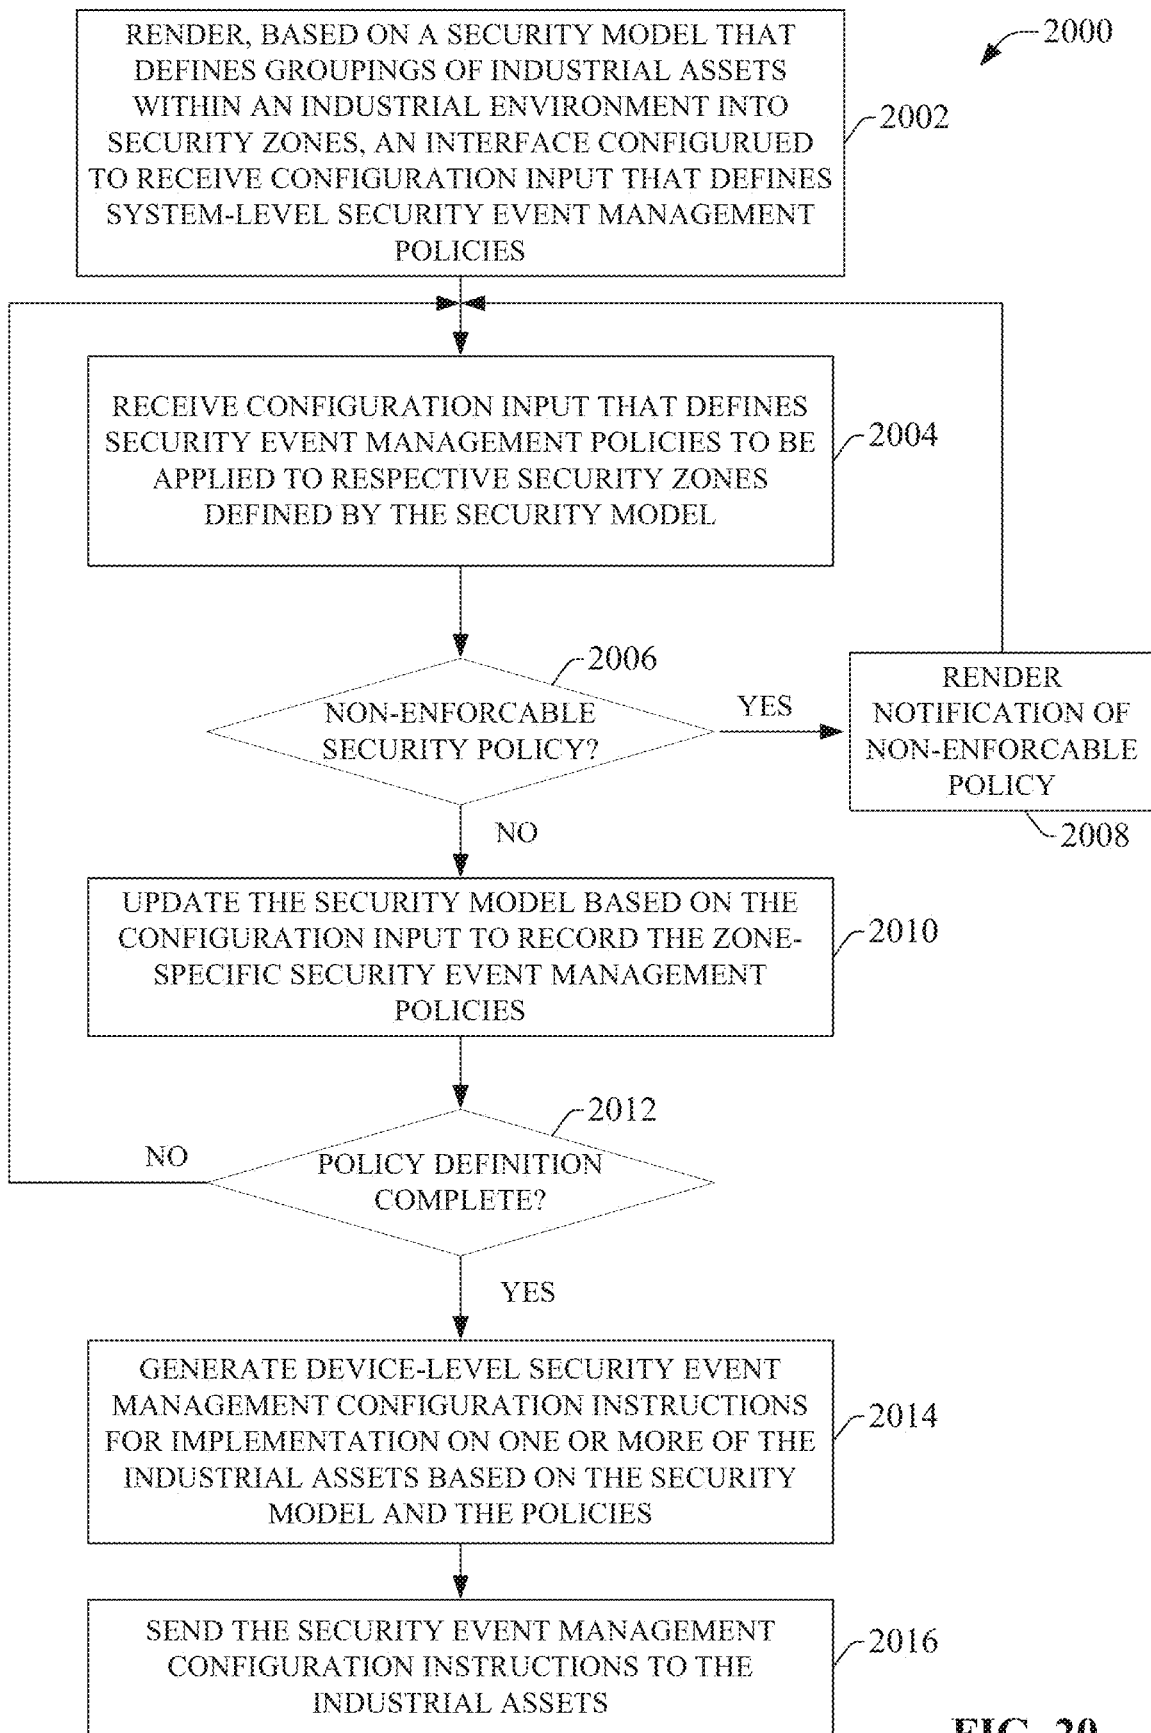 2000
RENDER, BASED ON A SECURITY MODEL THAT
DEFINES GROUPINGS OF INDUSTRIAL ASSETS
WITHIN AN INDUSTRIAL ENVIRONMENT INTO
SECURITY ZONES, AN INTERFACE CONFIGURUED
TO RECEIVE CONFIGURATION INPUT THAT DEFINES
SYSTEM-LEVEL SECURITY EVENT MANAGEMENT
POLICIES
2002
RECEIVE CONFIGURATION INPUT THAT DEFINES
SECURITY EVENT MANAGEMENT POLICIES TO BE
APPLIED TO RESPECTIVE SECURITY ZONES
DEFINED BY THE SECURITY MODEL
2004
2006
NON-ENFORCABLE
SECURITY POLICY?
YES
RENDER
NOTIFICATION OF
NON-ENFORCABLE
POLICY
2008
NO
UPDATE THE SECURITY MODEL BASED ON THE
CONFIGURATION INPUT TO RECORD THE ZONE-
SPECIFIC SECURITY EVENT MANAGEMENT
POLICIES
2010
2012
NO
POLICY DEFINITION
COMPLETE?
YES
GENERATE DEVICE-LEVEL SECURITY EVENT
MANAGEMENT CONFIGURATION INSTRUCTIONS
FOR IMPLEMENTATION ON ONE OR MORE OF THE
INDUSTRIAL ASSETS BASED ON THE SECURITY
MODEL AND THE POLICIES
2014
SEND THE SECURITY EVENT MANAGEMENT
CONFIGURATION INSTRUCTIONS TO THE
INDUSTRIAL ASSETS
2016
FIG. 20